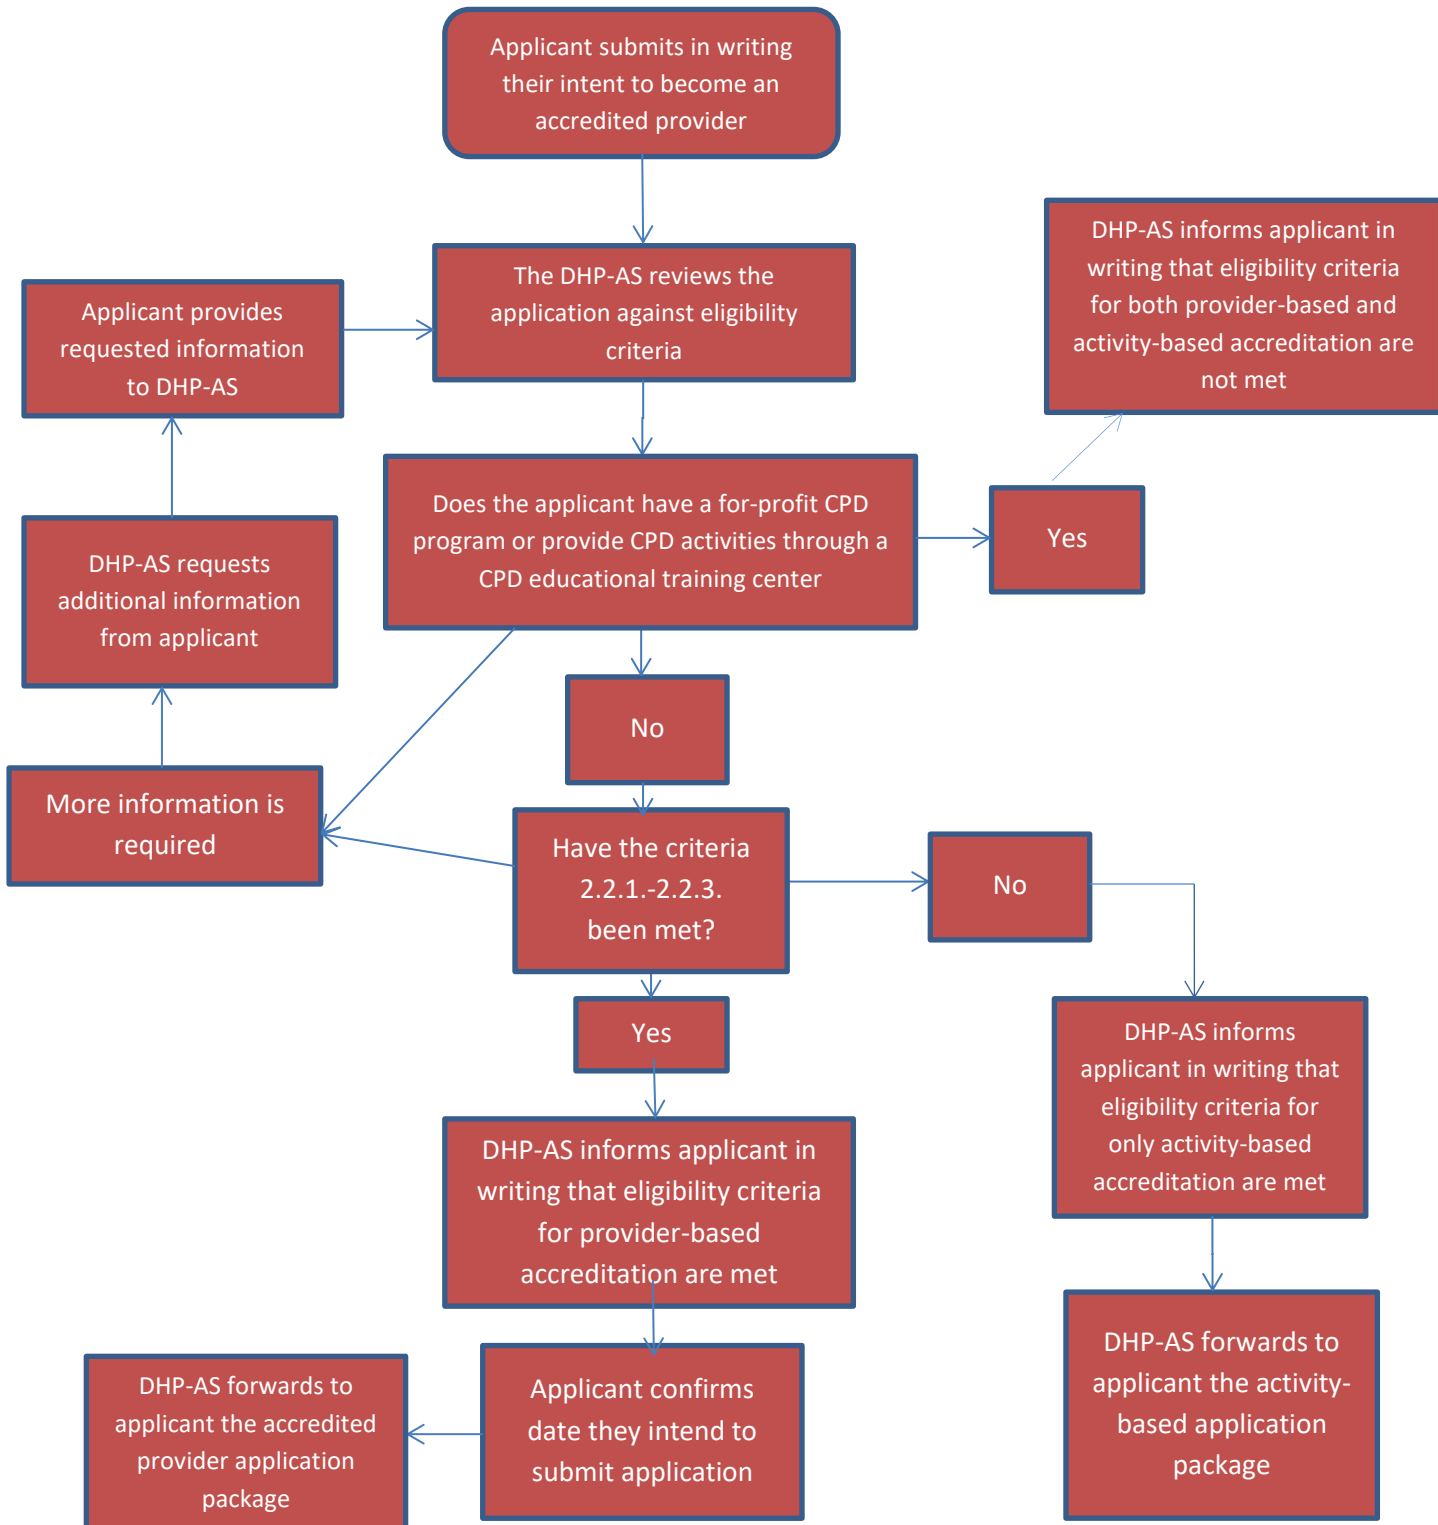 Applicant submits in writing
their intent to become an
accredited provider
DHP-AS informs applicant in
writing that eligibility criteria
for both provider-based and
activity-based accreditation are
not met
The DHP-AS reviews the
application against eligibility
criteria
Applicant provides
requested information
to DHP-AS
Does the applicant have a for-profit CPD
program or provide CPD activities through a
CPD educational training center
Yes
DHP-AS requests
additional information
from applicant
No
More information is
required
Have the criteria
2.2.1.-2.2.3.
been met?
No
Yes
DHP-AS informs
applicant in writing that
eligibility criteria for
only activity-based
accreditation are met
DHP-AS informs applicant in
writing that eligibility criteria
for provider-based
accreditation are met
DHP-AS forwards to
applicant the activity-
based application
package
Applicant confirms
date they intend to
submit application
DHP-AS forwards to
applicant the accredited
provider application
package